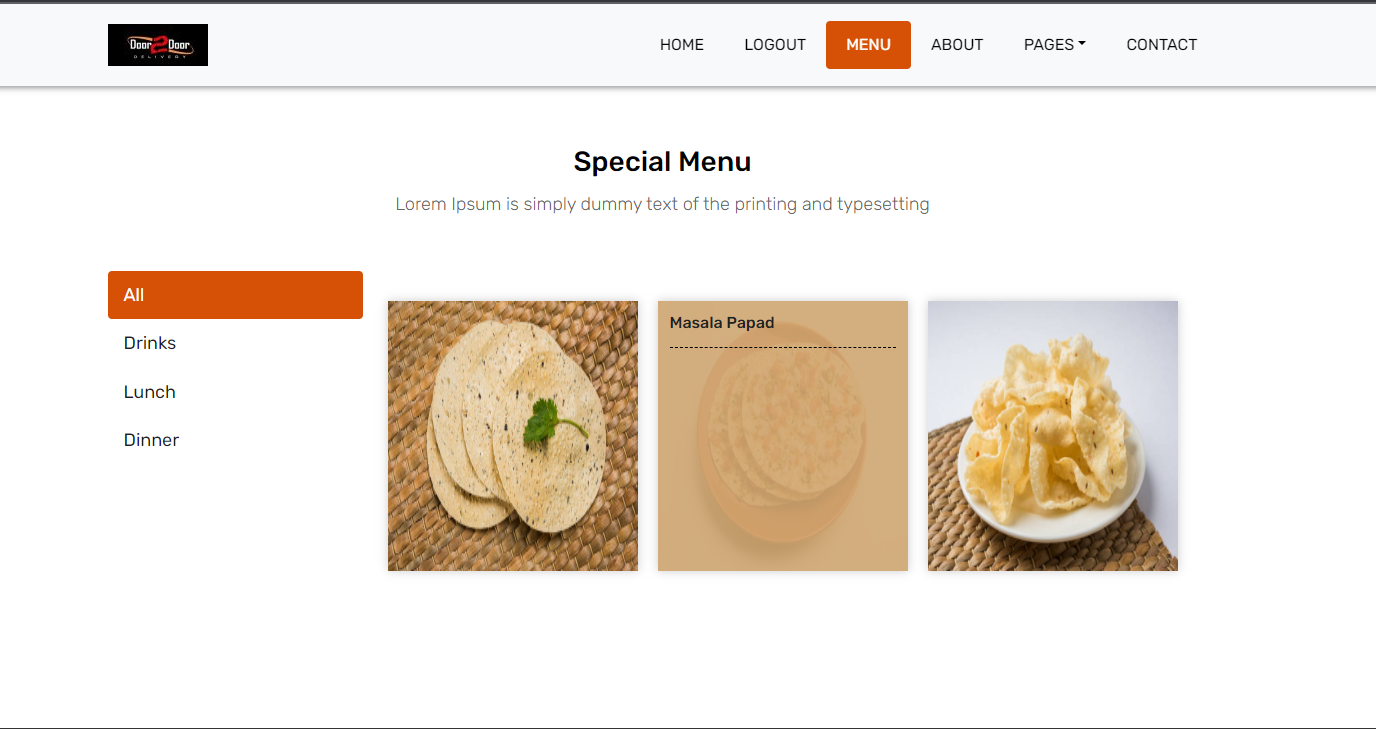 Door2Door
DELIVERY
HOME LOGOUT MENU ABOUT PAGES CONTACT
Special Menu
Lorem Ipsum is simply dummy text of the printing and typesetting
All
Drinks
Lunch
Dinner
Masala Papad